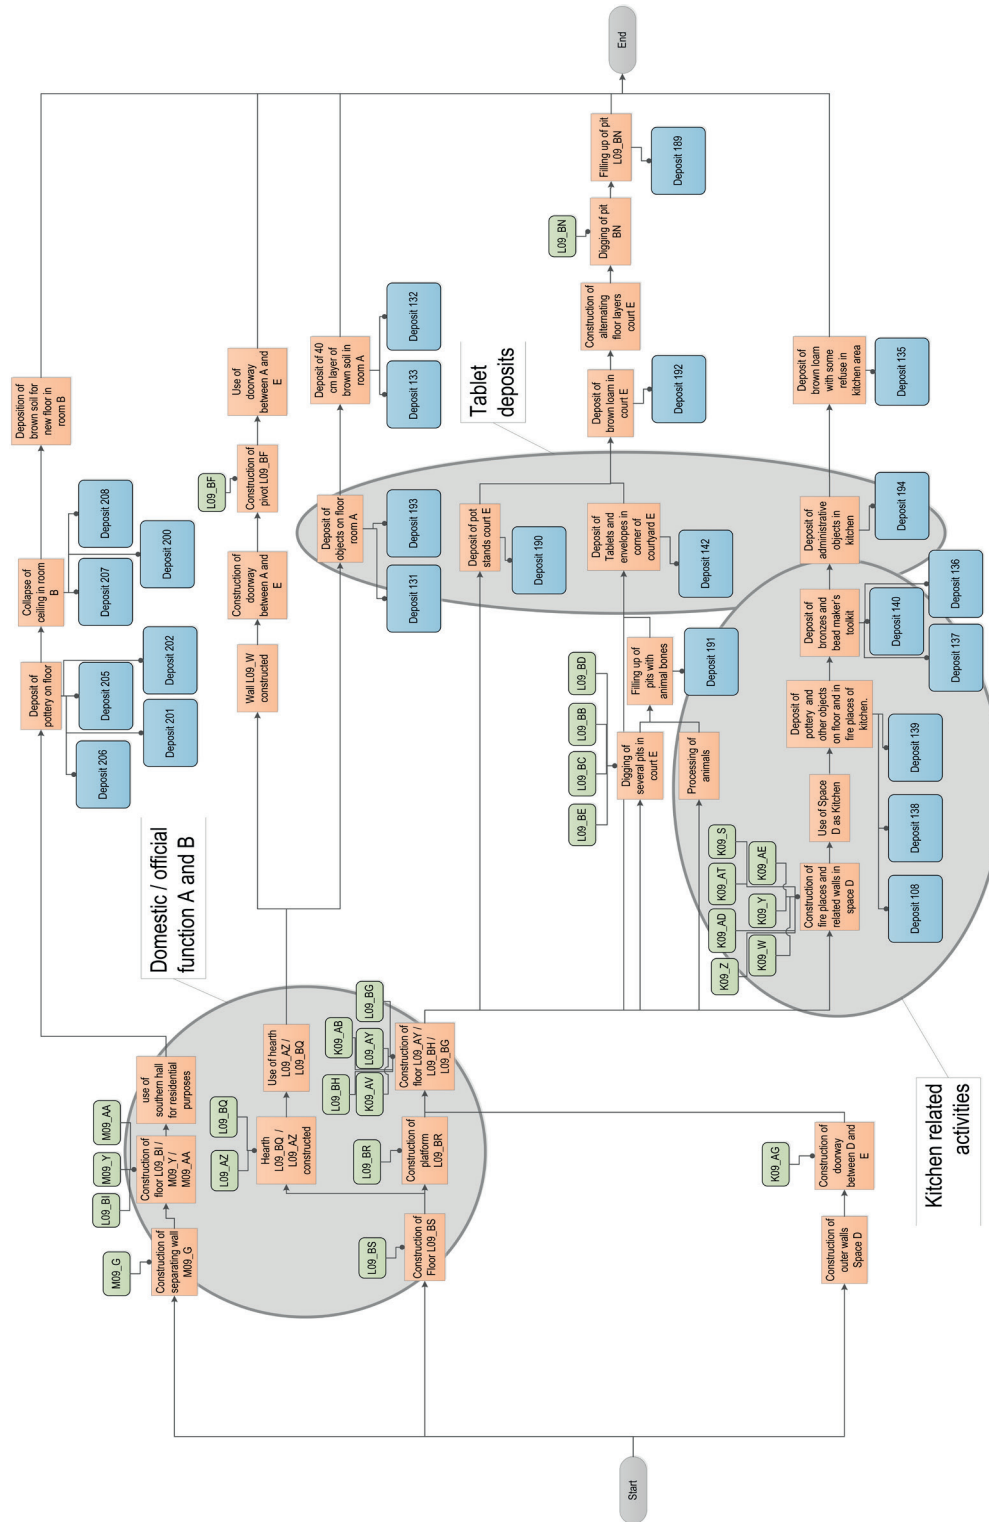 Start
Construction of
separating wall
M09_G
M09_G
Construction of
floor L09_BI /
M09_Y /
M09_AA
L09_BI
M09_Y
M09_AA
use of
southern hall
for residential
purposes
Deposit of
pottery on floor
Deposit 206
Deposit 205
Deposit 201
Deposit 202
Collapse of
ceiling in room
B
Deposit 207
Deposit 208
Deposit 200
Deposition of
brown soil for
new floor in
room B
Domestic / official
function A and B
Hearth
L09_BQ /
L09_AZ
constructed
L09_AZ
L09_BQ
Use of hearth
L09_AZ /
L09_BQ
Wall L09_W
constructed
Construction of
doorway
between A and
E
Construction of
pivot L09_BF
L09_BF
Use of
doorway
between A and
E
Deposit of
objects on floor
room A
Deposit 131
Deposit 193
Deposit of 40
cm layer of
brown soil in
room A
Deposit 133
Deposit 132
Construction of
Floor L09_BS
L09_BS
Construction of
platform
L09_BR
L09_BR
Construction of
floor L09_AY /
L09_BH /
L09_BG
L09_BH
K09_AB
K09_AV
L09_AY
L09_BG
Tablet
deposits
Deposit of pot
stands court E
Deposit 190
Deposit of
Tablets and
envelopes in
corner of
courtyard E
Deposit 142
Deposit of
brown loam in
court E
Deposit 192
Construction of
alternating
floor layers
court E
Digging of pit
BN
L09_BN
Filling up of pit
L09_BN
Deposit 189
End
Digging of
several pits in
court E
L09_BE
L09_BC
L09_BB
L09_BD
Filling up of
pits with
animal bones
Deposit 191
Processing of
animals
Construction of
outer walls
Space D
Construction of
doorway
between D and
E
K09_AG
Construction of
fire places and
related walls in
space D
K09_Z
K09_AD
K09_AT
K09_S
K09_W
K09_Y
K09_AE
Use of Space
D as Kitchen
Deposit of
pottery and
other objects
on floor and in
fire places of
kitchen.
Deposit 108
Deposit 138
Deposit 139
Deposit of
bronzes and
bead maker's
toolkit
Deposit 140
Deposit 137
Deposit 136
Deposit of
administrative
objects in
kitchen
Deposit 194
Deposit of
brown loam
with some
refuse in
kitchen area
Deposit 135
Kitchen related
activities